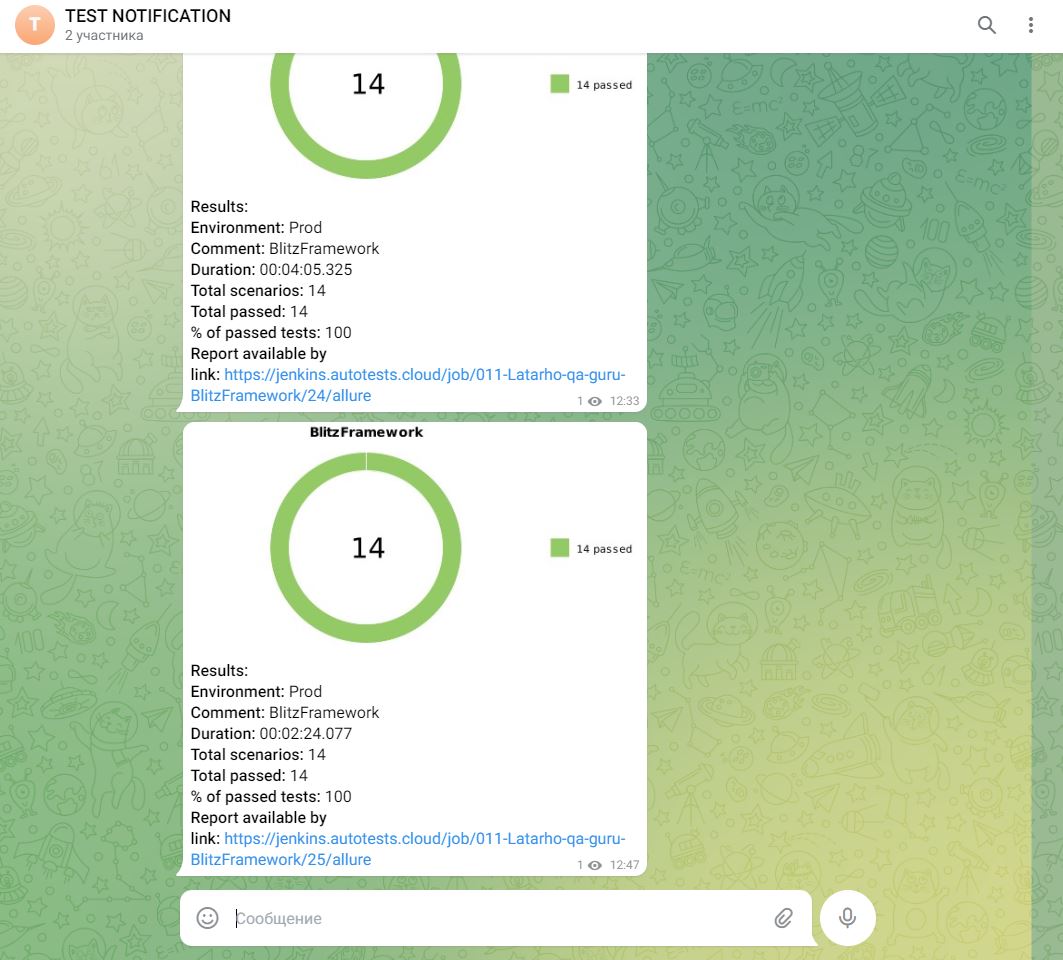 T
TEST NOTIFICATION
2 участника
14
14 passed
Results:
Environment: Prod
Comment: BlitzFramework
Duration: 00:04:05.325
Total scenarios: 14
Total passed: 14
% of passed tests: 100
Report available by
link: https://jenkins.autotests.cloud/job/011-Latarho-qa-guru-
BlitzFramework/24/allure
1 12:33
BlitzFramework
14
14 passed
Results:
Environment: Prod
Comment: BlitzFramework
Duration: 00:02:24.077
Total scenarios: 14
Total passed: 14
% of passed tests: 100
Report available by
link: https://jenkins.autotests.cloud/job/011-Latarho-qa-guru-
BlitzFramework/25/allure
1 12:47
Сообщение